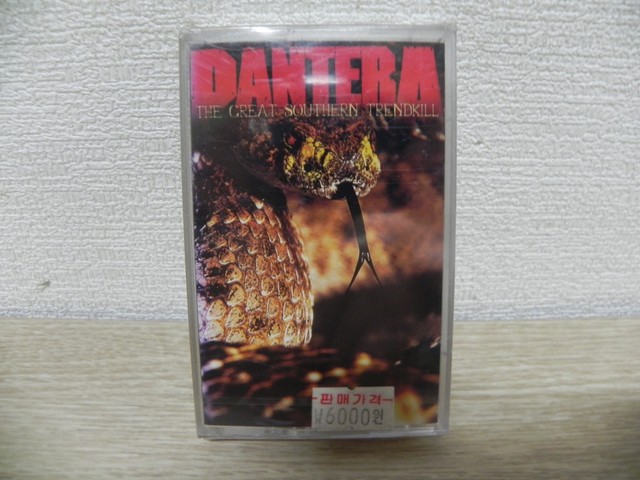 PANTERA
THE GREAT SOUTHERN TRENDKILL
판매가격
₩6000원